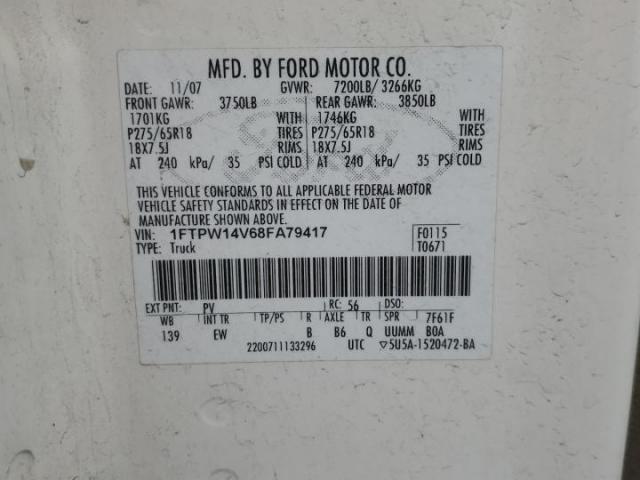 MFD. BY FORD MOTOR CO.
DATE: 11/07 GVWR: 7200LB/ 3266KG
FRONT GAWR: 3750LB REAR GAWR: 3850LB
1701KG WITH 1746KG WITH
P275/65R18 TIRES P275/65R18 TIRES
18X7.5J RIMS 18X7.5J RIMS
AT 240 kPa/ 35 PSI COLD AT 240 kPa/ 35 PSI COLD
THIS VEHICLE CONFORMS TO ALL APPLICABLE FEDERAL MOTOR
VEHICLE SAFETY STANDARDS IN EFFECT ON THE DATE OF
MANUFACTURE SHOWN ABOVE.
VIN: 1FTPW14V68FA79417 F0115
TYPE: Truck T0671
EXT PNT: PV RC: 56 DSO:
WB INT TR TP/PS R AXLE TR SPR 7F61F
139 EW B B6 Q UUMM BOA
2200711133296 UTC ▽5U5A-1520472-BA